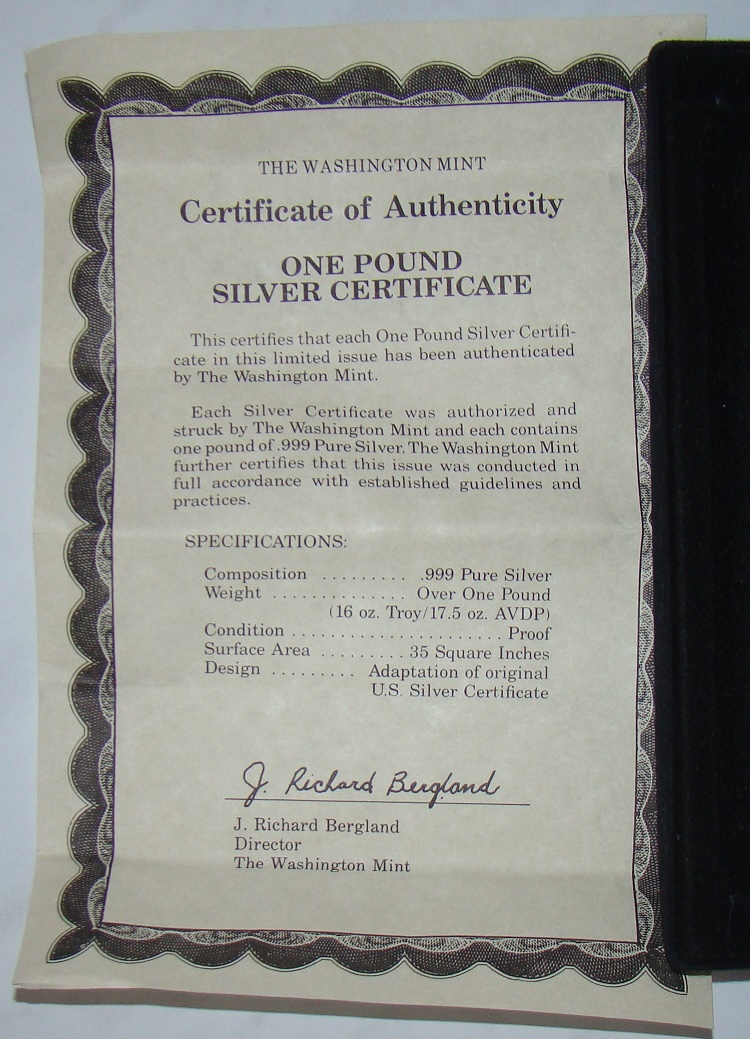 THE WASHINGTON MINT
Certificate of Authenticity
ONE POUND
SILVER CERTIFICATE
This certifies that each One Pound Silver Certifi-
cate in this limited issue has been authenticated
by The Washington Mint.
Each Silver Certificate was authorized and
struck by The Washington Mint and each contains
one pound of .999 Pure Silver. The Washington Mint
further certifies that this issue was conducted in
full accordance with established guidelines and
practices.
SPECIFICATIONS:
Composition ......... .999 Pure Silver
Weight .............. Over One Pound
(16 oz. Troy/17.5 oz. AVDP)
Condition ...................... Proof
Surface Area ......... 35 Square Inches
Design ......... Adaptation of original
U.S. Silver Certificate
J. Richard Bergland
J. Richard Bergland
Director
The Washington Mint